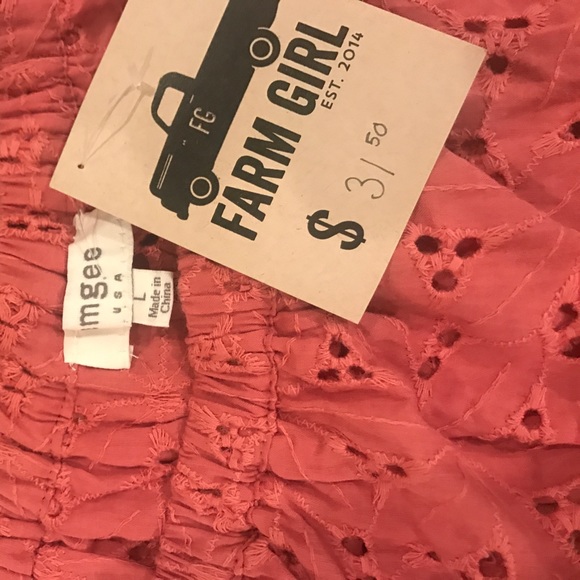 FG
FARM GIRL
EST. 2014
$ 31 50
mgee
USA
L
Made in
China